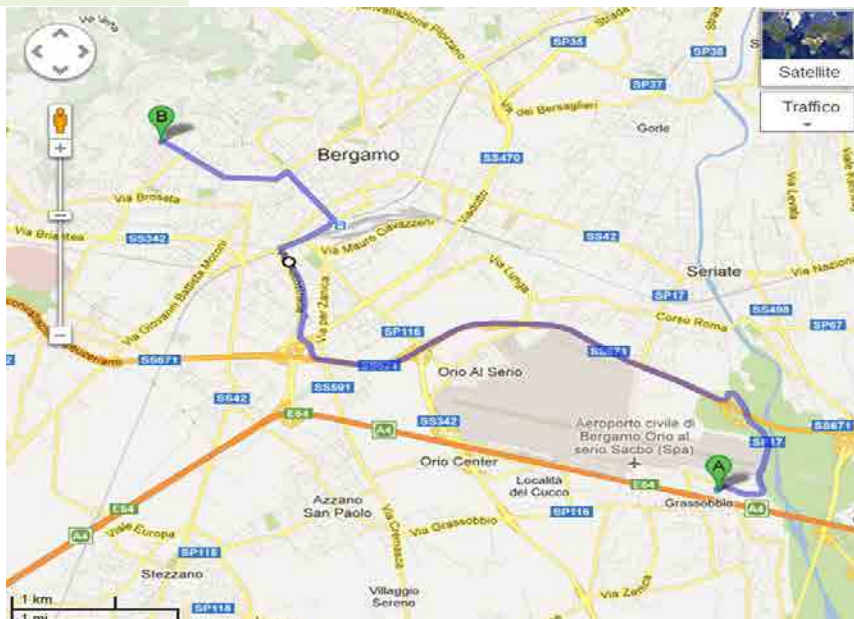 Via Verta
Circonvallazione Plorzano
SP35
Strada
SP38
Satellite
Traffico
B
Via dei Bersaglieri
SP37
Gorle
Bergamo
SS470
Via Broseta
Viadotto
Via Briantea
SS342
Via Mauro Gavazzeni
SS42
Via Giovanni Battista Moroni
Via Lunga
Seriate
Via Nazionale
Via per Zanica
SP17
SS498
Corso Roma
SP67
SP116
SS671
SS671
Orio Al Serio
SS591
SS42
SS342
E64
A4
Aeroporto civile di
Bergamo Orio al
serio Sacbo (Spa)
SS671
SP17
A
Orio Center
Località
del Cucco
E64
Grassobbio
A4
E64
Azzano
San Paolo
Via Grassobbio
SP116
A4
Viale Europa
SP115
Via Cremasca
Stezzano
Villaggio
Sereno
Via Zanica
1 km
1 mi
SP118